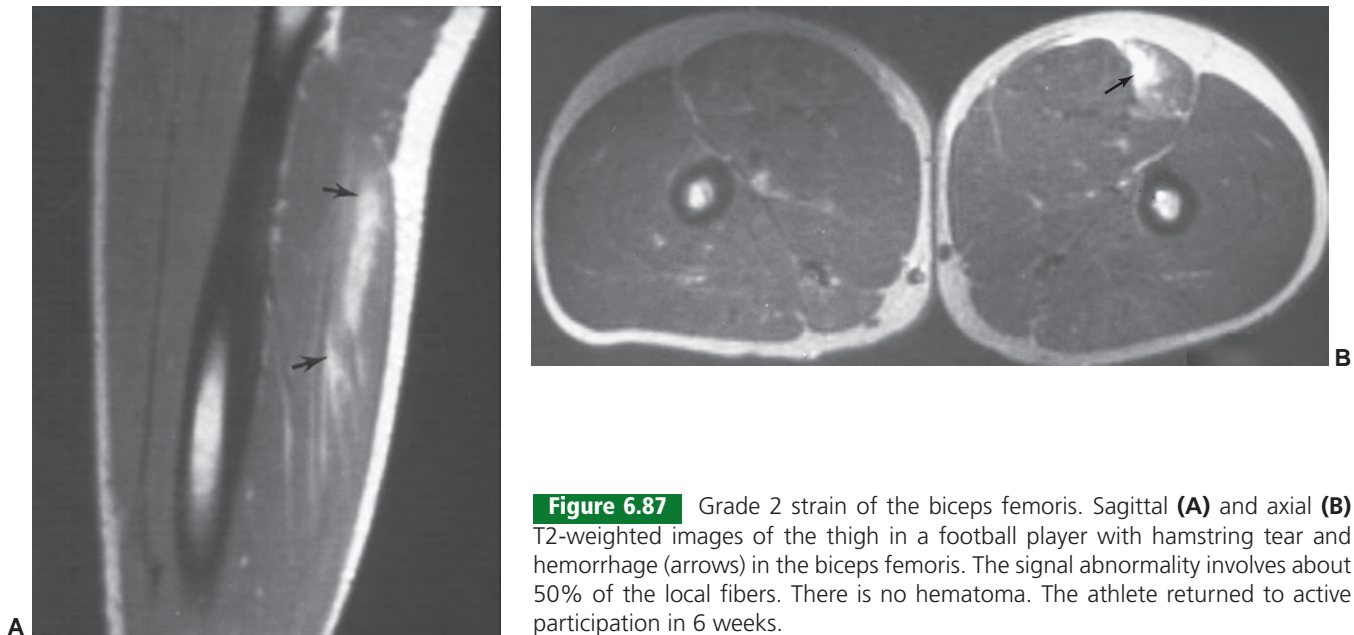 A
B
Figure 6.87 Grade 2 strain of the biceps femoris. Sagittal (A) and axial (B)
T2-weighted images of the thigh in a football player with hamstring tear and
hemorrhage (arrows) in the biceps femoris. The signal abnormality involves about
50% of the local fibers. There is no hematoma. The athlete returned to active
participation in 6 weeks.